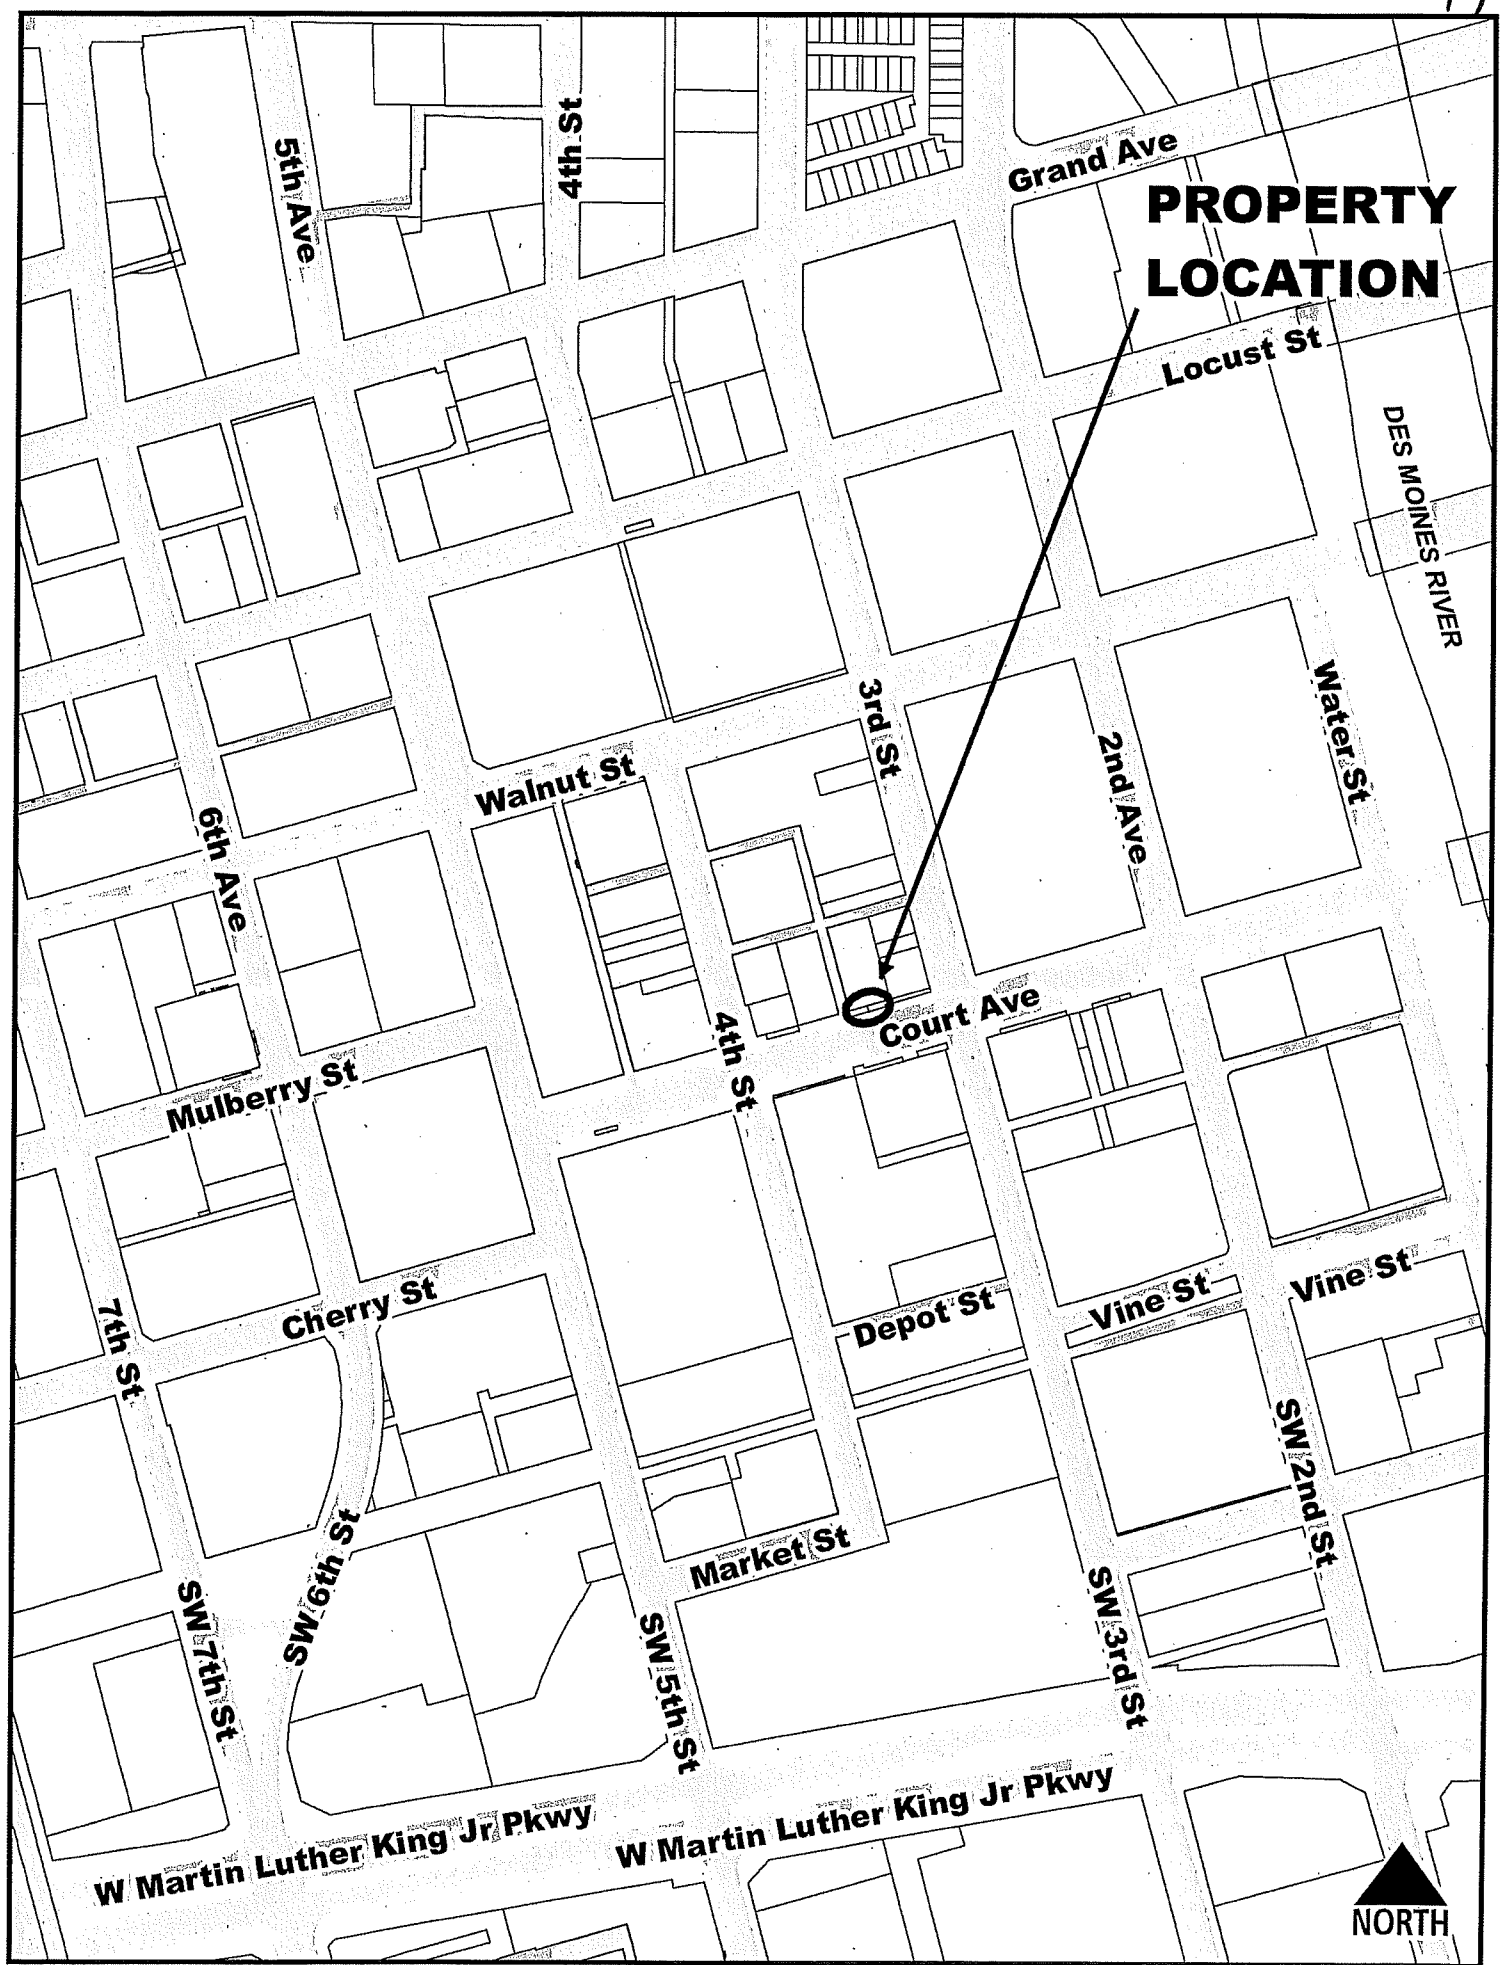 5th Ave
4th St
Grand Ave
PROPERTY
LOCATION
Locust St
DES MOINES RIVER
3rd St
Water St
2nd Ave
Walnut St
6th Ave
Court Ave
4th St
Mulberry St
Cherry St
7th St
Depot St
Vine St
Vine St
SW 2nd St
Market St
SW 6th St
SW 7th St
SW 5th St
SW 3rd St
W Martin Luther King Jr Pkwy
W Martin Luther King Jr Pkwy
NORTH